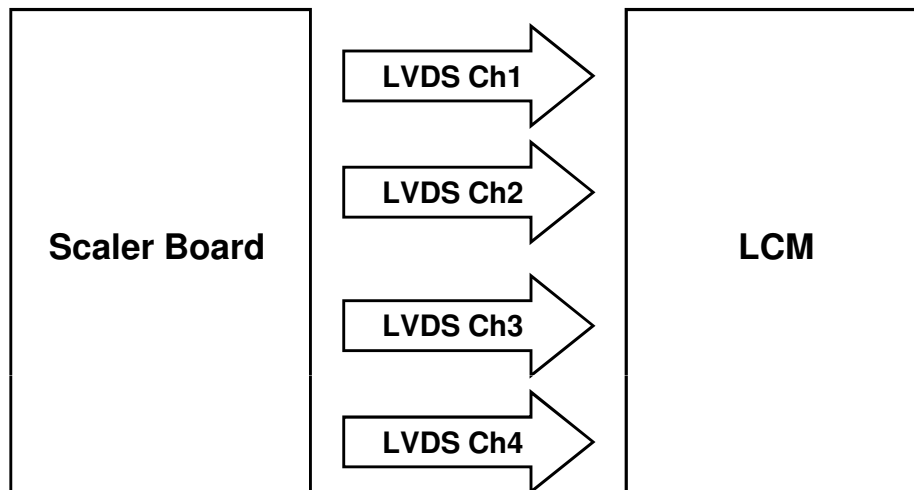 LVDS Ch1
LVDS Ch2
Scaler Board
LCM
LVDS Ch3
LVDS Ch4